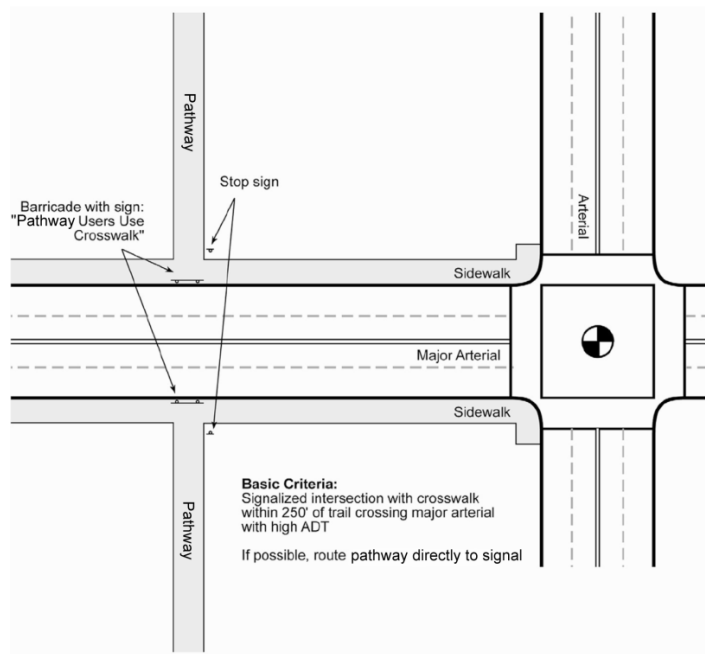 Pathway
Stop sign
Barricade with sign:
"Pathway Users Use
Crosswalk"
Arterial
Sidewalk
Major Arterial
Sidewalk
Pathway
Basic Criteria:
Signalized intersection with crosswalk
within 250' of trail crossing major arterial
with high ADT
If possible, route pathway directly to signal